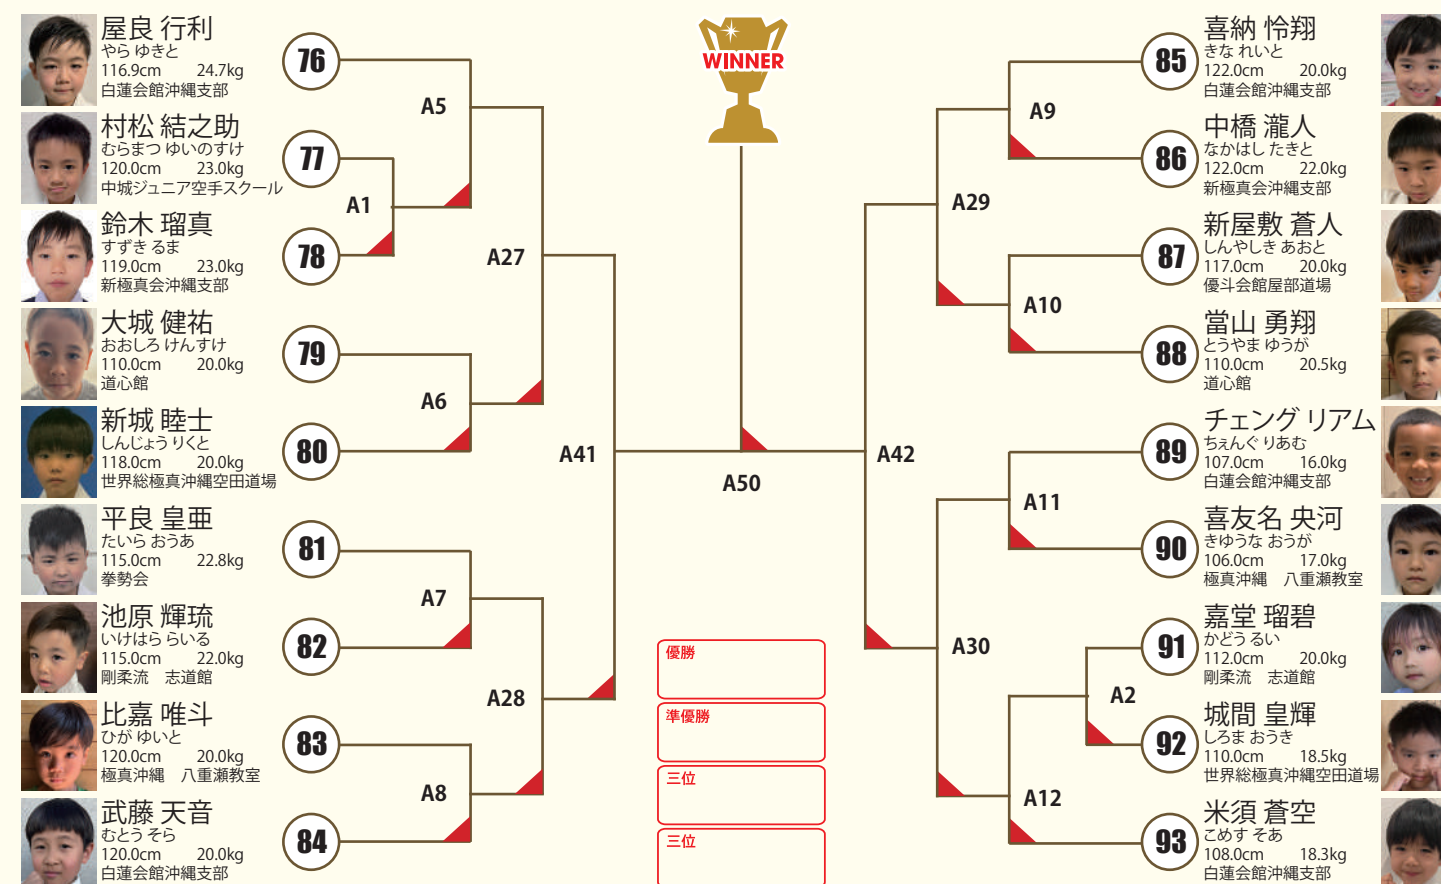 屋良 行利
やら ゆきと
116.9cm 24.7kg
白蓮会館沖縄支部
76
村松 結之助
むらまつ ゆいのすけ
120.0cm 23.0kg
中城ジュニア空手スクール
77
鈴木 瑠真
すずき るま
119.0cm 23.0kg
新極真会沖縄支部
78
大城 健祐
おおしろ けんすけ
110.0cm 20.0kg
道心館
79
新城 睦士
しんじょう りくと
118.0cm 20.0kg
世界総極真沖縄空田道場
80
平良 皇亜
たいら おうあ
115.0cm 22.8kg
拳勢会
81
池原 輝琉
いけはら らいる
115.0cm 22.0kg
剛柔流 志道館
82
比嘉 唯斗
ひが ゆいと
120.0cm 20.0kg
極真沖縄 八重瀬教室
83
武藤 天音
むとう そら
120.0cm 20.0kg
白蓮会館沖縄支部
84
A5
A1
A27
A6
A41
A7
A28
A8
WINNER
A50
優勝
準優勝
三位
三位
A9
A29
A10
A42
A11
A30
A2
A12
85
喜納 怜翔
きな れいと
122.0cm 20.0kg
白蓮会館沖縄支部
86
中橋 瀧人
なかはし たきと
122.0cm 22.0kg
新極真会沖縄支部
87
新屋敷 蒼人
しんやしき あおと
117.0cm 20.0kg
優斗会館屋部道場
88
當山 勇翔
とうやま ゆうが
110.0cm 20.5kg
道心館
89
チェング リアム
ちぇんぐ りあむ
107.0cm 16.0kg
白蓮会館沖縄支部
90
喜友名 央河
きゆうな おうが
106.0cm 17.0kg
極真沖縄 八重瀬教室
91
嘉堂 瑠碧
かどう るい
112.0cm 20.0kg
剛柔流 志道館
92
城間 皇輝
しろま おうき
110.0cm 18.5kg
世界総極真沖縄空田道場
93
米須 蒼空
こめす そあ
108.0cm 18.3kg
白蓮会館沖縄支部